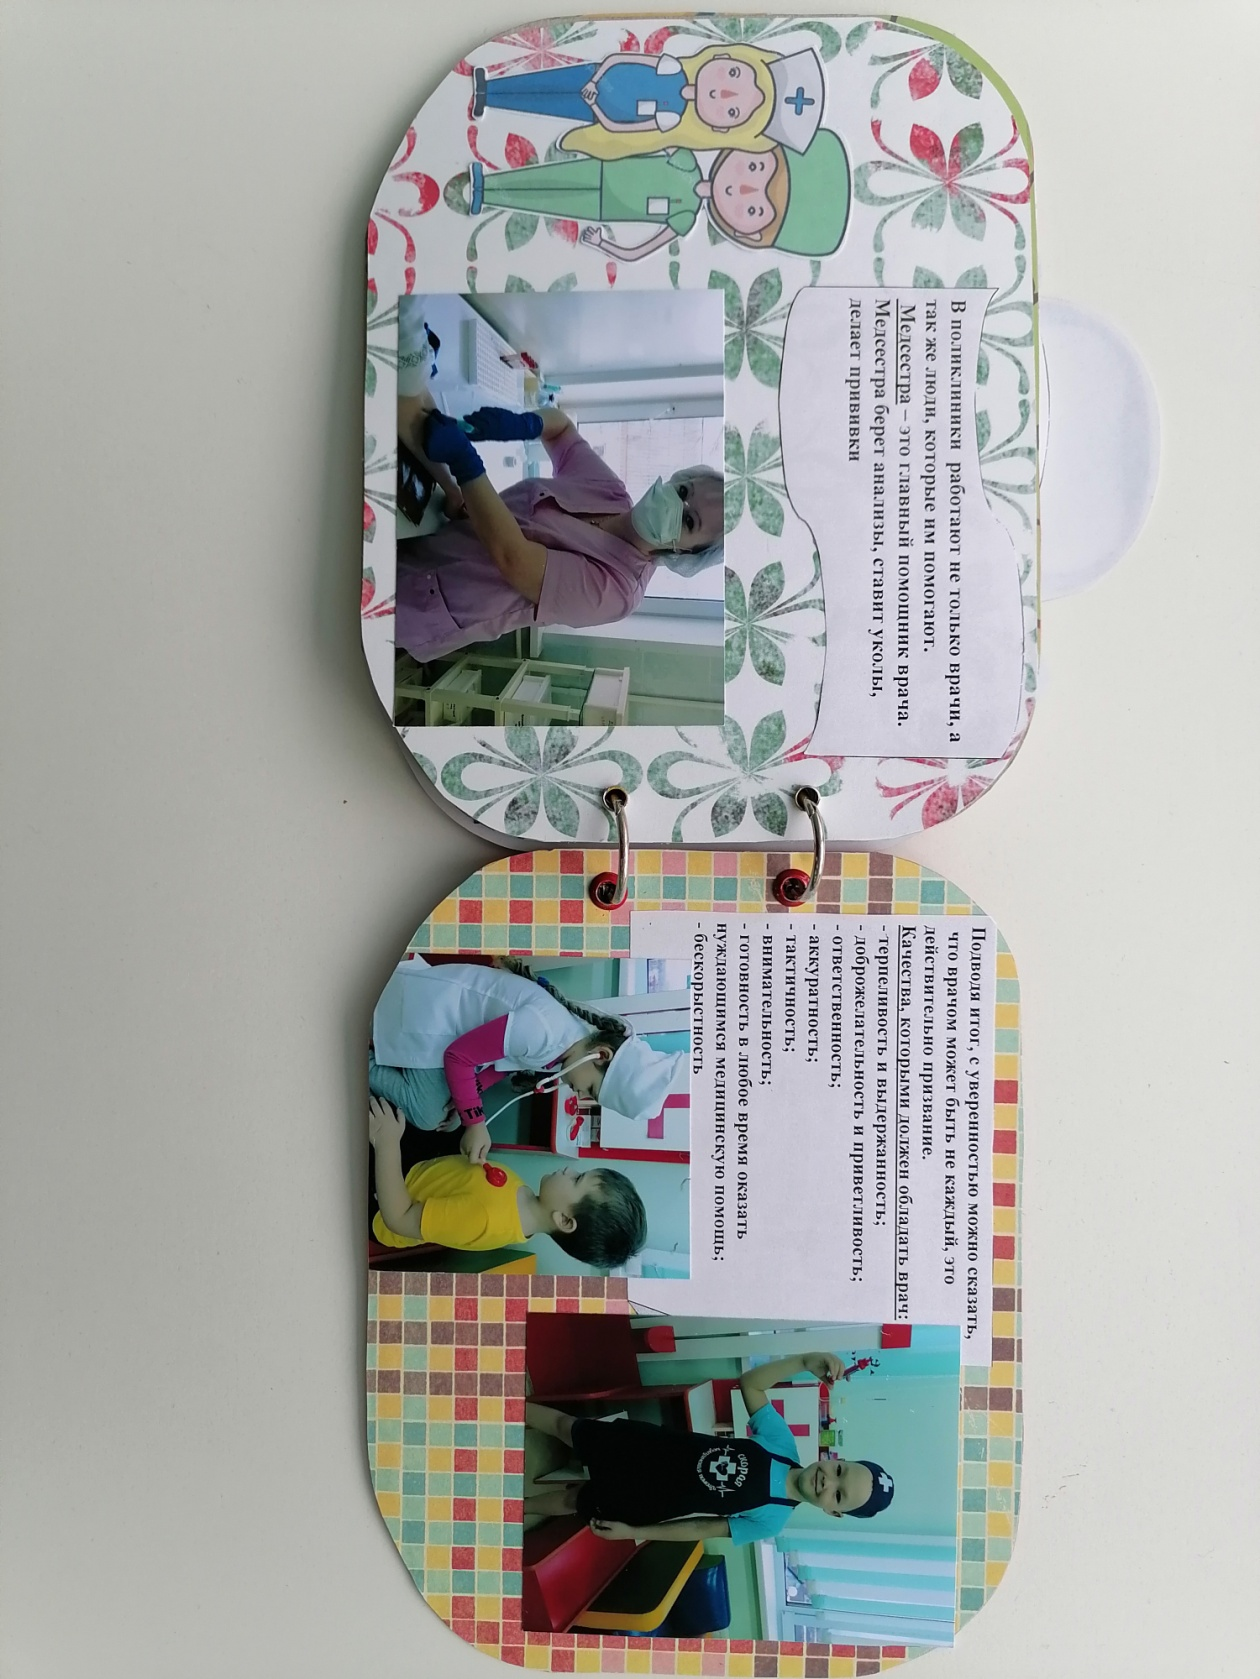 В поликлиники работают не только врачи, а
так же люди, которые им помогают.
Медсестра – это главный помощник врача.
Медсестра берет анализы, ставит уколы,
делает прививки
Подводя итог, с уверенностью можно сказать,
что врачом может быть не каждый, это
действительно призвание.
Качества, которыми должен обладать врач:
- терпеливость и выдержанность;
- доброжелательность и приветливость;
- ответственность;
- аккуратность;
- тактичность;
- внимательность;
- готовность в любое время оказать
нуждающимся медицинскую помощь;
- бескорыстность
скорая